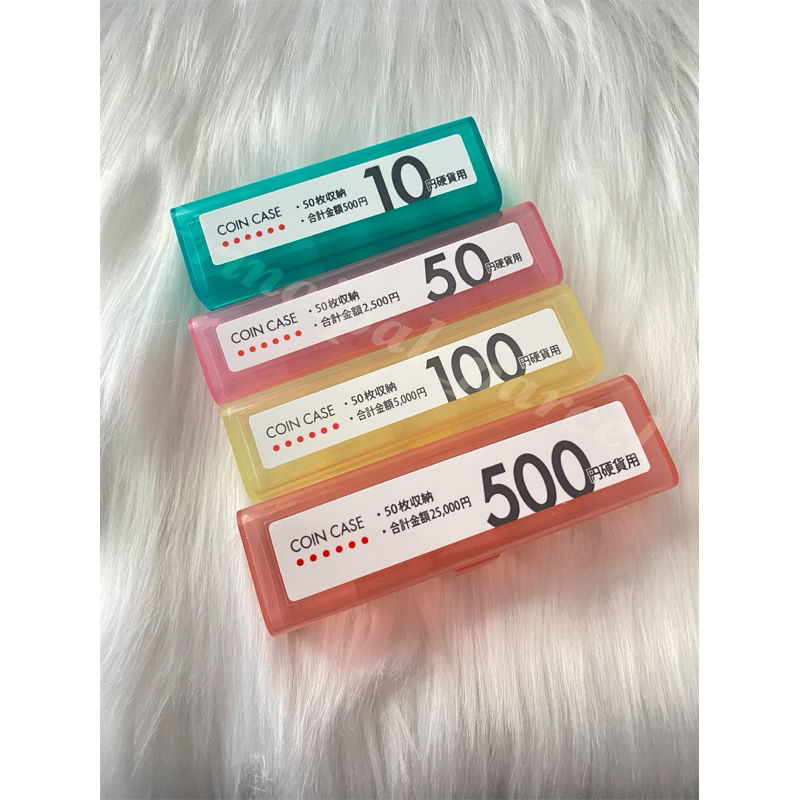 COIN CASE
・50枚収納
・合計金額500円
10円硬貨用
COIN CASE
・50枚収納
・合計金額2,500円
50円硬貨用
COIN CASE
・50枚収納
・合計金額5,000円
100円硬貨用
COIN CASE
・50枚収納
・合計金額25,000円
500円硬貨用